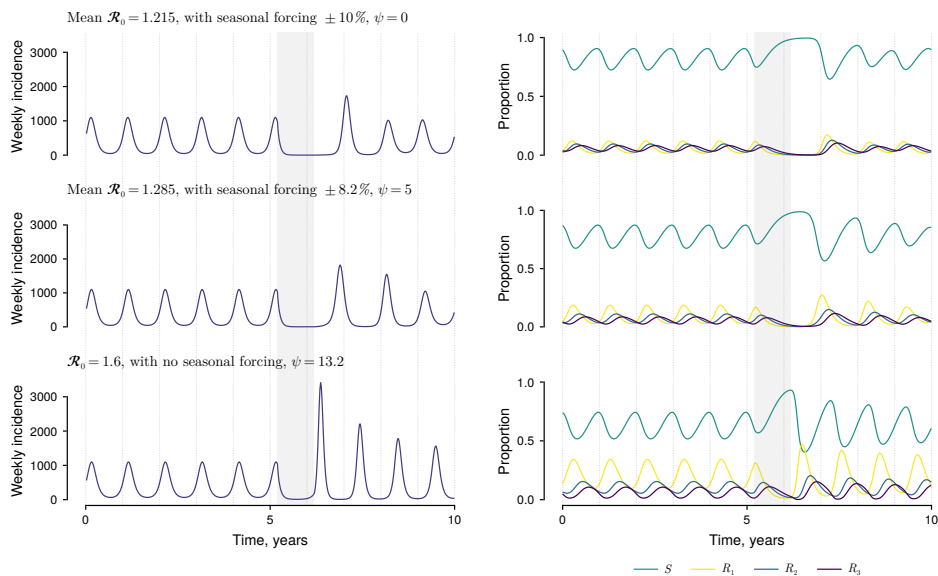 Mean 𝓡₀ = 1.215, with seasonal forcing ± 10%, ψ = 0
Weekly incidence
3000
2000
1000
0
Proportion
1.0
0.5
0.0
Mean 𝓡₀ = 1.285, with seasonal forcing ± 8.2%, ψ = 5
Weekly incidence
3000
2000
1000
0
Proportion
1.0
0.5
0.0
𝓡₀ = 1.6, with no seasonal forcing, ψ = 13.2
Weekly incidence
3000
2000
1000
0
Proportion
1.0
0.5
0.0
0 5 10
Time, years
0 5 10
Time, years
S R₁ R₂ R₃